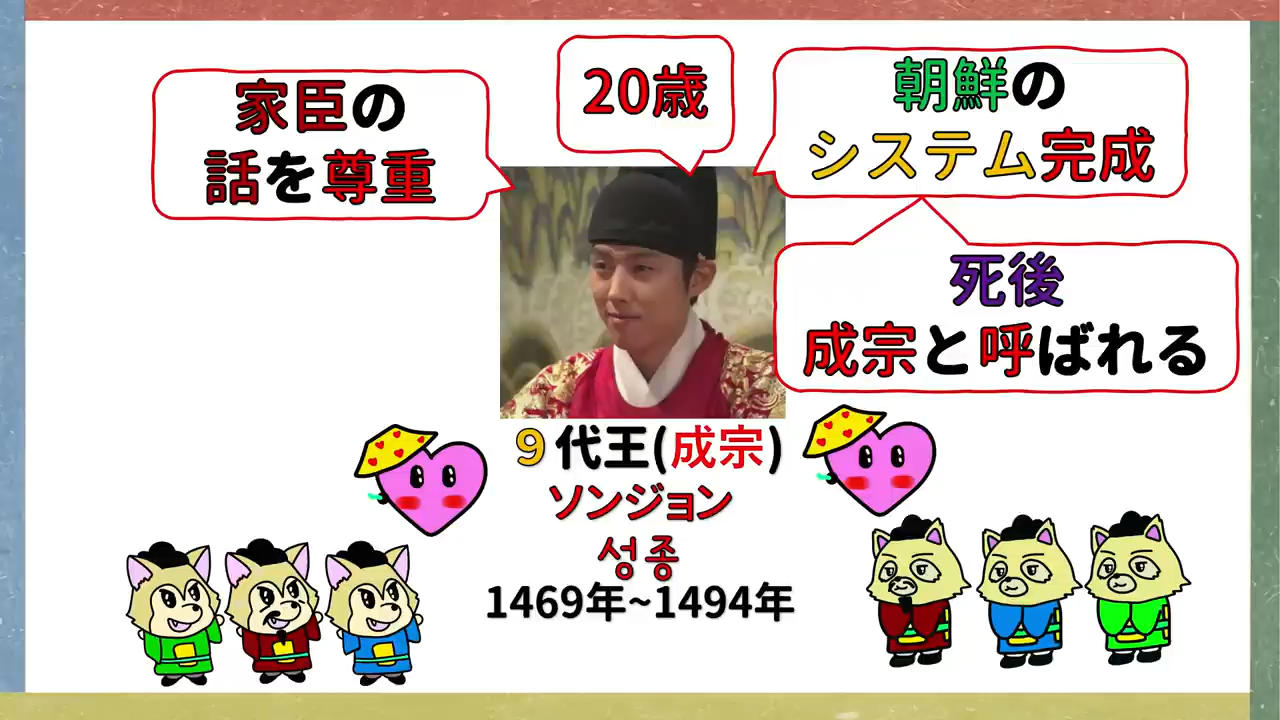 家臣の
話を尊重
20歳
朝鮮の
システム完成
死後
成宗と呼ばれる
９代王(成宗)
ソンジョン
성종
1469年~1494年